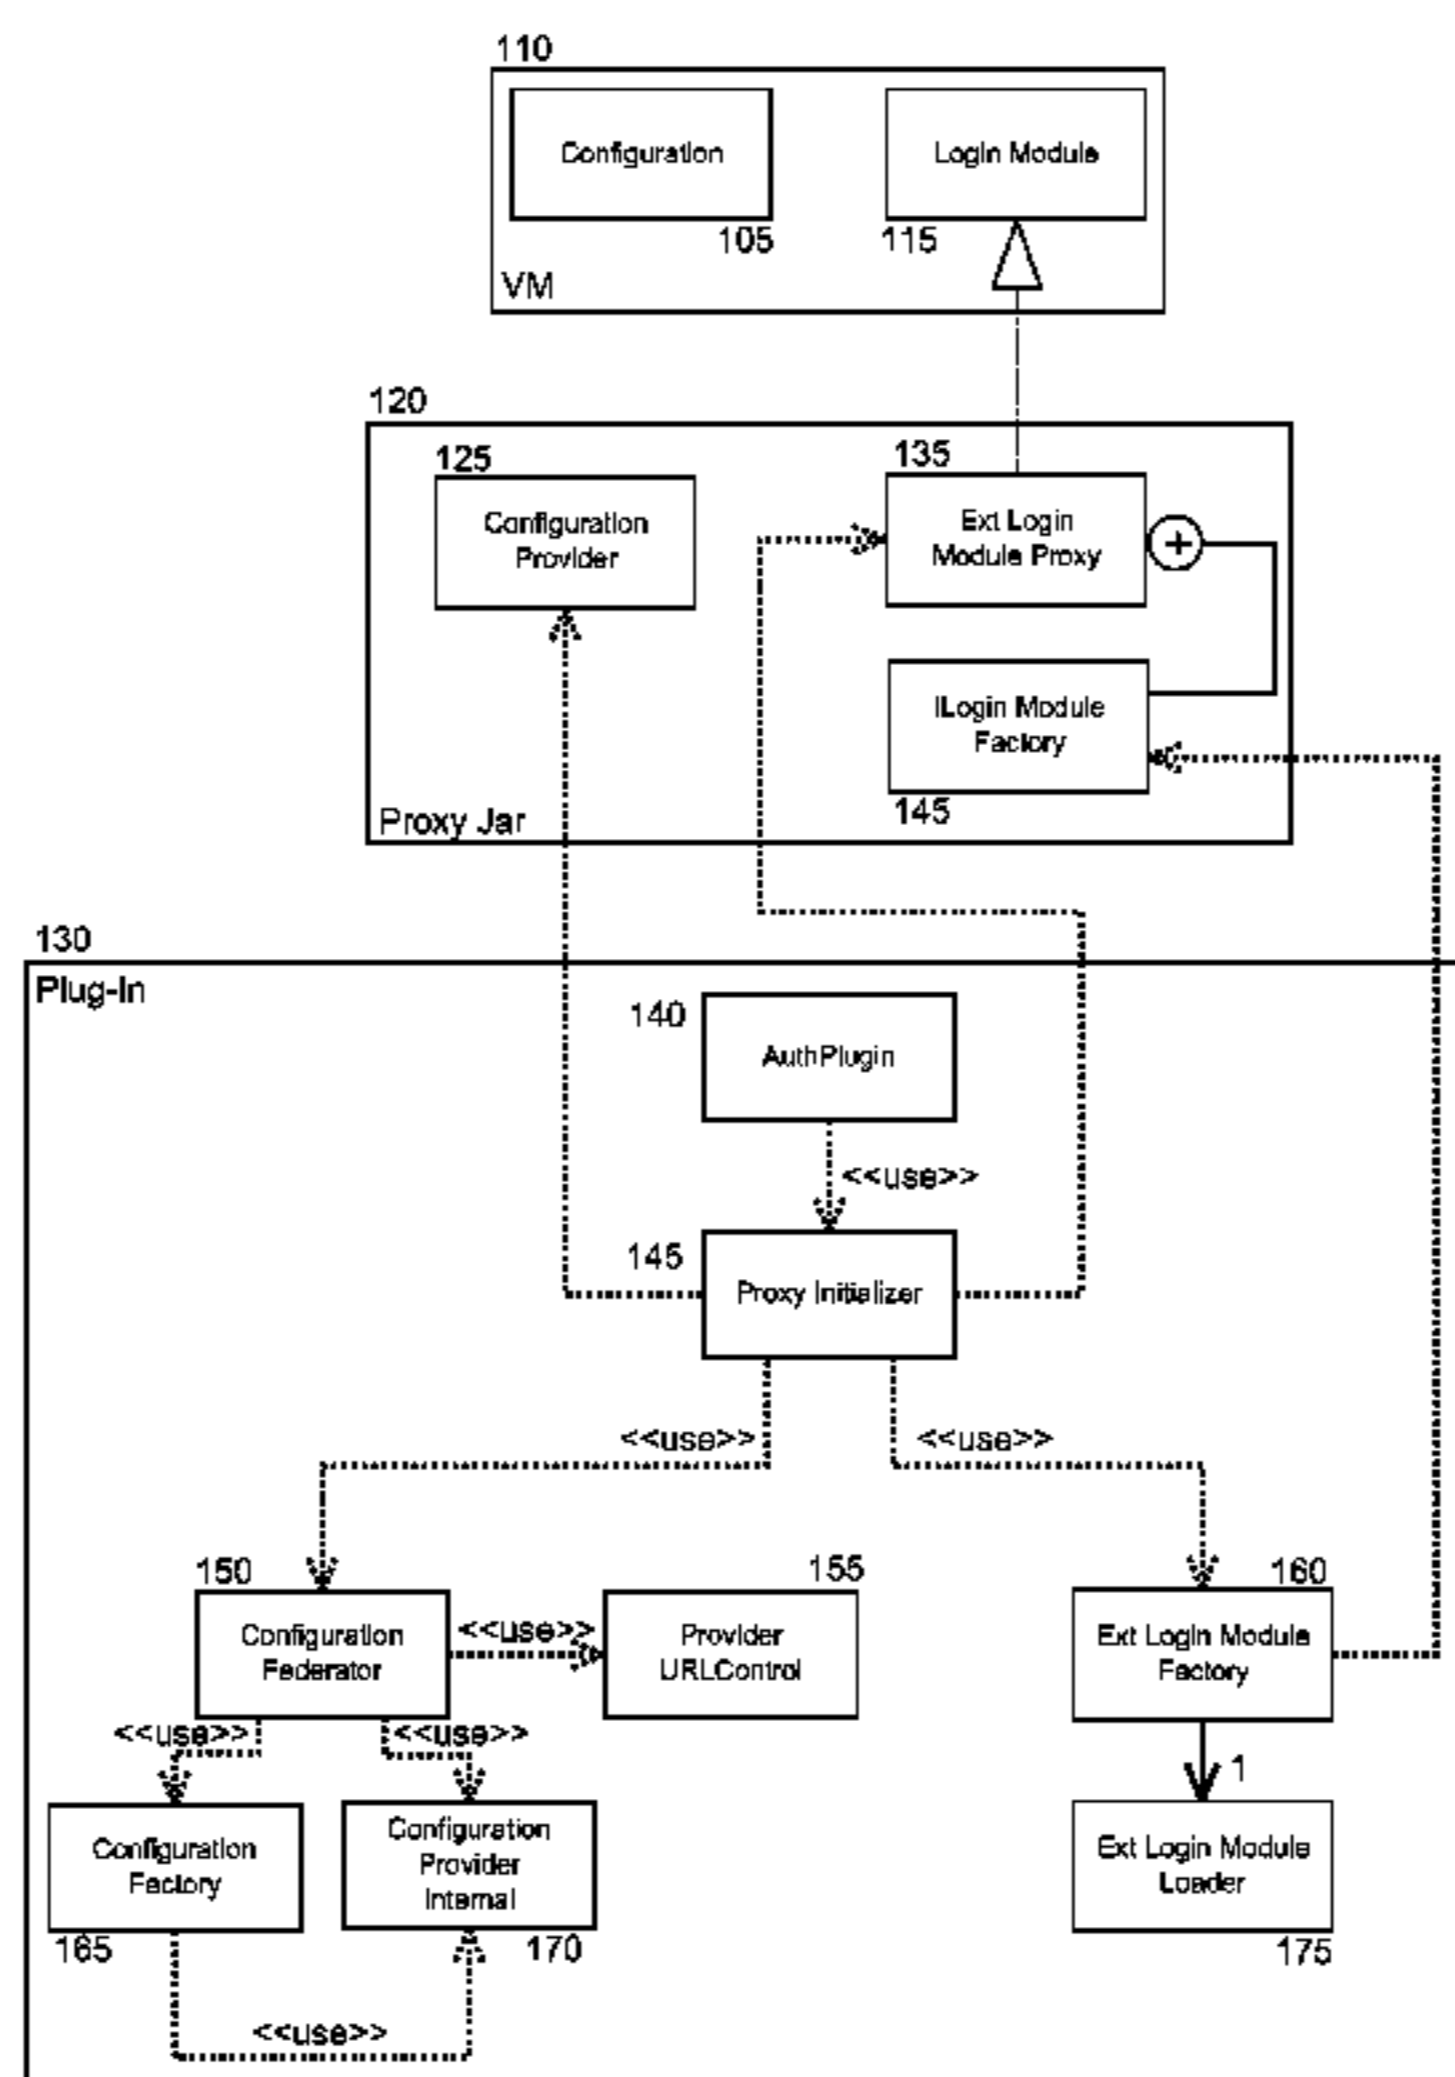 110
Configuration
Login Module
105
115
VM
120
125
135
Configuration
Provider
Ext Login
Module Proxy
+
ILogin Module
Factory
145
Proxy Jar
130
Plug-In
140
AuthPlugin
<<use>>
145
Proxy Initializer
<<use>>
<<use>>
150
155
160
Configuration
Federator
<<use>>
Provider
URLControl
Ext Login Module
Factory
<<use>>
<<use>>
1
Configuration
Factory
Configuration
Provider
Internal
Ext Login Module
Loader
165
170
175
<<use>>